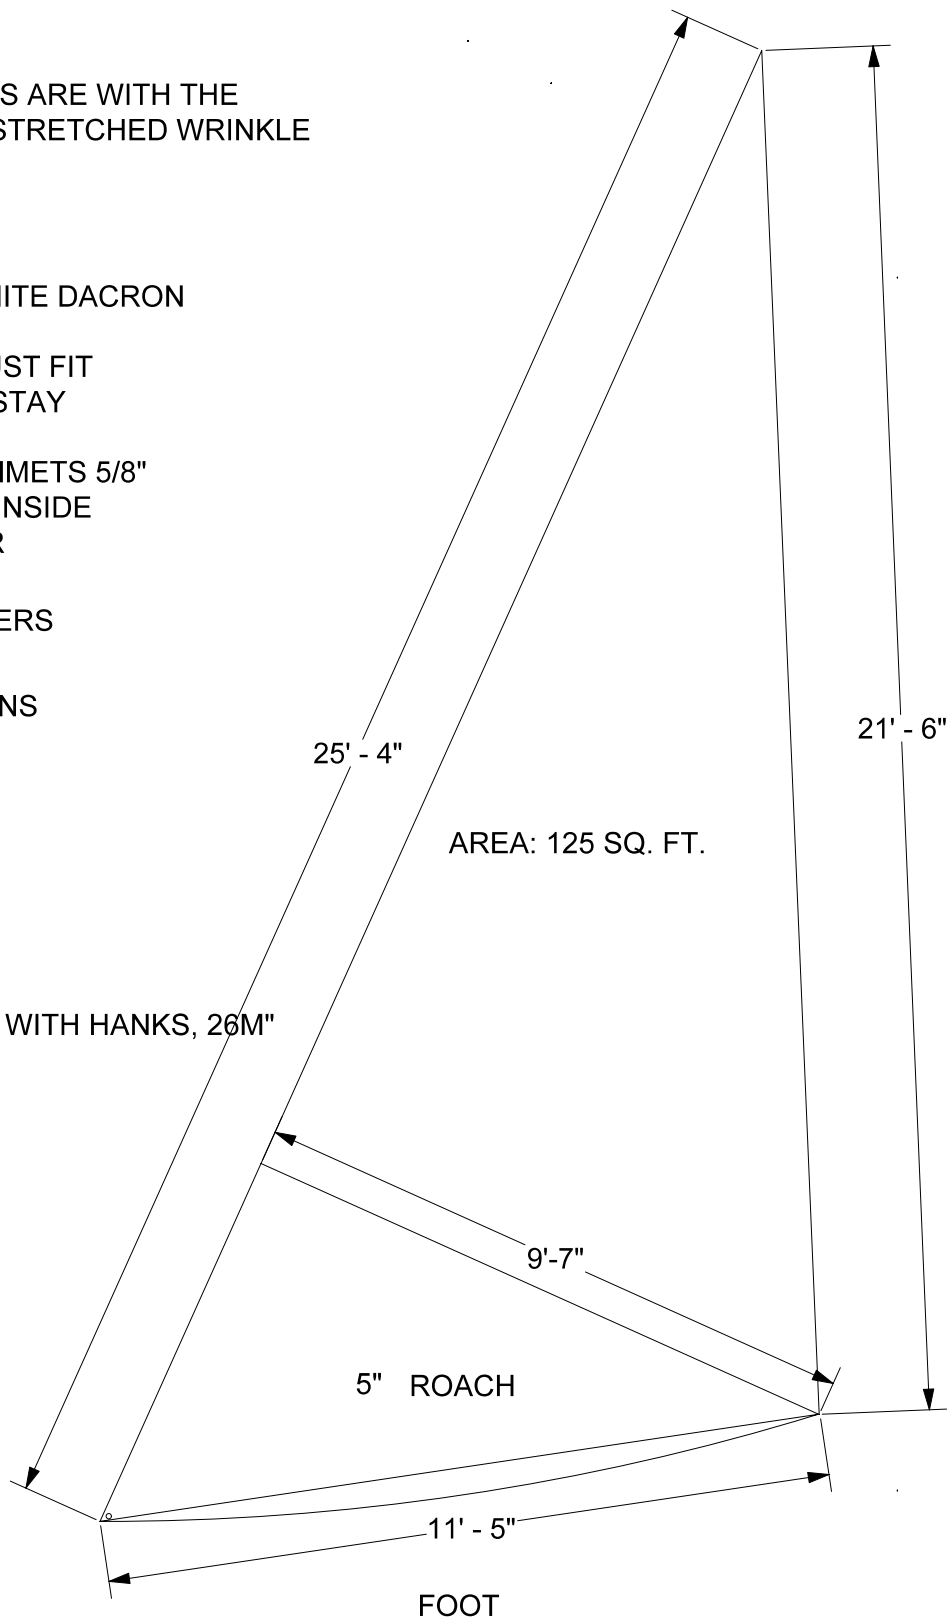 S ARE WITH THE
STRETCHED WRINKLE
ITE DACRON
ST FIT
STAY
METS 5/8"
NSIDE
R
ERS
NS
25' - 4"
21' - 6"
AREA: 125 SQ. FT.
WITH HANKS, 26M"
9'-7"
5" ROACH
11' - 5"
FOOT